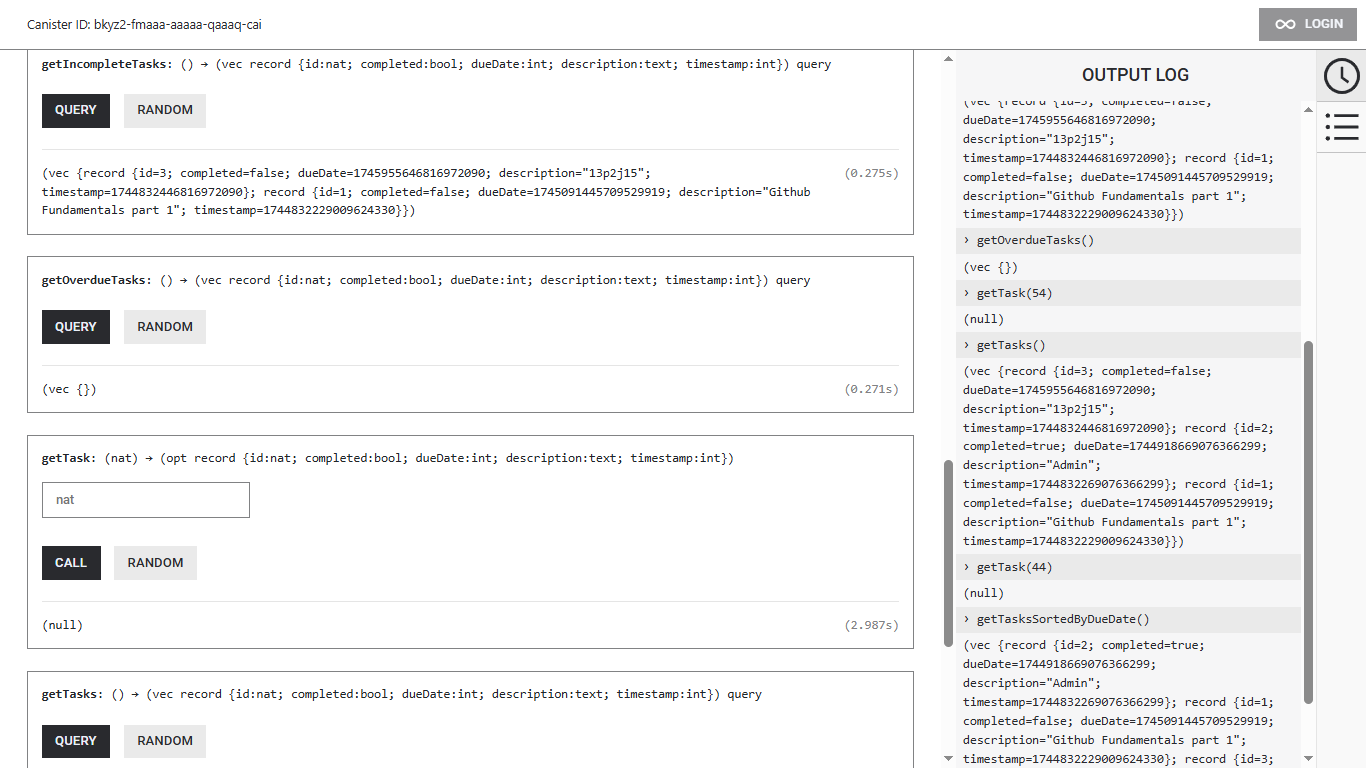 Canister ID: bkyz2-fmaaa-aaaaa-qaaaq-cai
LOGIN
getIncompleteTasks: () → (vec record {id:nat; completed:bool; dueDate:int; description:text; timestamp:int}) query
QUERY
RANDOM
(vec {record {id=3; completed=false; dueDate=1745955646816972090; description="13p2j15";
timestamp=1744832446816972090}; record {id=1; completed=false; dueDate=1745091445709529919; description="Github
Fundamentals part 1"; timestamp=1744832229009624330}})
(0.275s)
getOverdueTasks: () → (vec record {id:nat; completed:bool; dueDate:int; description:text; timestamp:int}) query
QUERY
RANDOM
(vec {})
(0.271s)
getTask: (nat) → (opt record {id:nat; completed:bool; dueDate:int; description:text; timestamp:int})
nat
CALL
RANDOM
(null)
(2.987s)
getTasks: () → (vec record {id:nat; completed:bool; dueDate:int; description:text; timestamp:int}) query
QUERY
RANDOM
OUTPUT LOG
(vec {record {id=3; completed=false;
dueDate=1745955646816972090;
description="13p2j15";
timestamp=1744832446816972090}; record {id=1;
completed=false; dueDate=1745091445709529919;
description="Github Fundamentals part 1";
timestamp=1744832229009624330}})
› getOverdueTasks()
(vec {})
› getTask(54)
(null)
› getTasks()
(vec {record {id=3; completed=false;
dueDate=1745955646816972090;
description="13p2j15";
timestamp=1744832446816972090}; record {id=2;
completed=true; dueDate=1744918669076366299;
description="Admin";
timestamp=1744832269076366299}; record {id=1;
completed=false; dueDate=1745091445709529919;
description="Github Fundamentals part 1";
timestamp=1744832229009624330}})
› getTask(44)
(null)
› getTasksSortedByDueDate()
(vec {record {id=2; completed=true;
dueDate=1744918669076366299;
description="Admin";
timestamp=1744832269076366299}; record {id=1;
completed=false; dueDate=1745091445709529919;
description="Github Fundamentals part 1";
timestamp=1744832229009624330}; record {id=3;